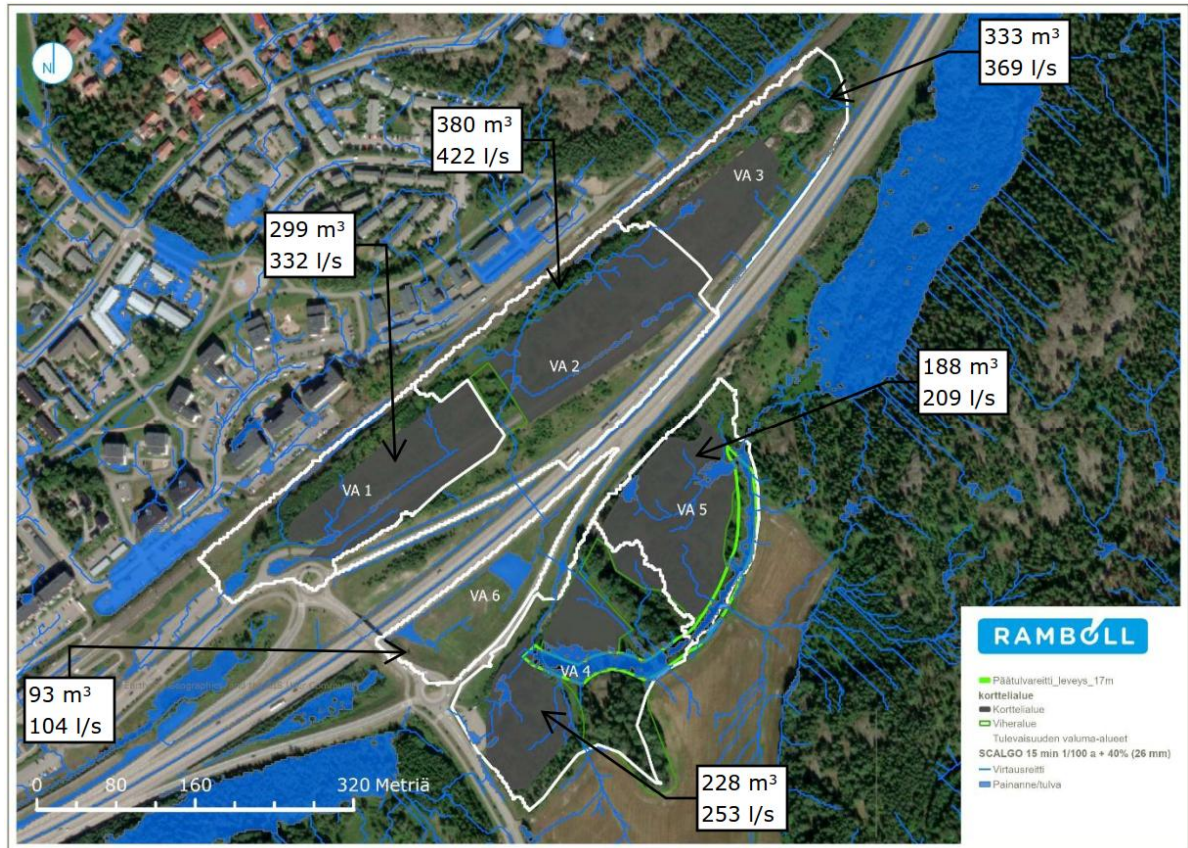 N
333 m³
369 l/s
380 m³
422 l/s
VA 3
299 m³
332 l/s
VA 2
188 m³
209 l/s
VA 1
VA 5
VA 6
VA 4
93 m³
104 l/s
228 m³
253 l/s
0 80 160 320 Metriä
RAMBOLL
Päätulvareitti_leveys_17m
korttelialue
Korttelialue
Viheralue
Tulevaisuuden valuma-alueet
SCALGO 15 min 1/100 a + 40% (26 mm)
Virtausreitti
Painanne/tulva